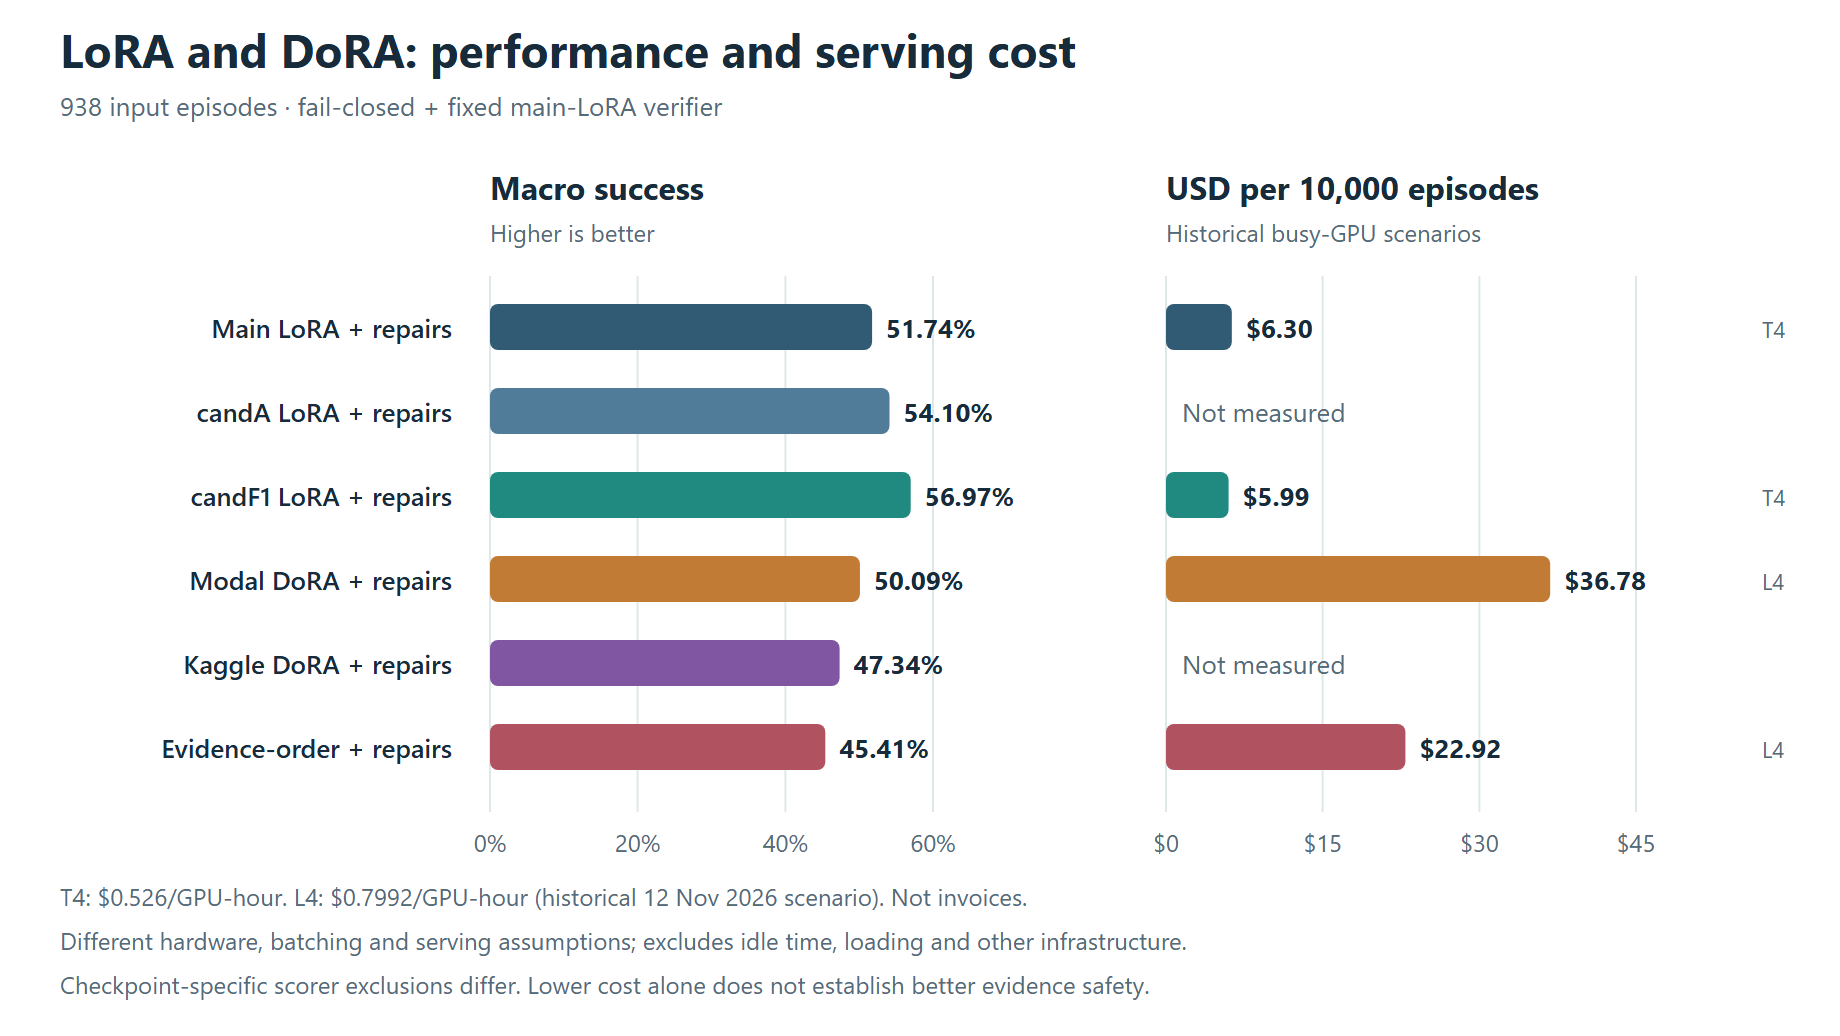 LoRA and DoRA: performance and serving cost
938 input episodes · fail-closed + fixed main-LoRA verifier
Macro success
Higher is better
USD per 10,000 episodes
Historical busy-GPU scenarios
Main LoRA + repairs 51.74% $6.30 T4
candA LoRA + repairs 54.10% Not measured
candF1 LoRA + repairs 56.97% $5.99 T4
Modal DoRA + repairs 50.09% $36.78 L4
Kaggle DoRA + repairs 47.34% Not measured
Evidence-order + repairs 45.41% $22.92 L4
0% 20% 40% 60% $0 $15 $30 $45
T4: $0.526/GPU-hour. L4: $0.7992/GPU-hour (historical 12 Nov 2026 scenario). Not invoices.
Different hardware, batching and serving assumptions; excludes idle time, loading and other infrastructure.
Checkpoint-specific scorer exclusions differ. Lower cost alone does not establish better evidence safety.